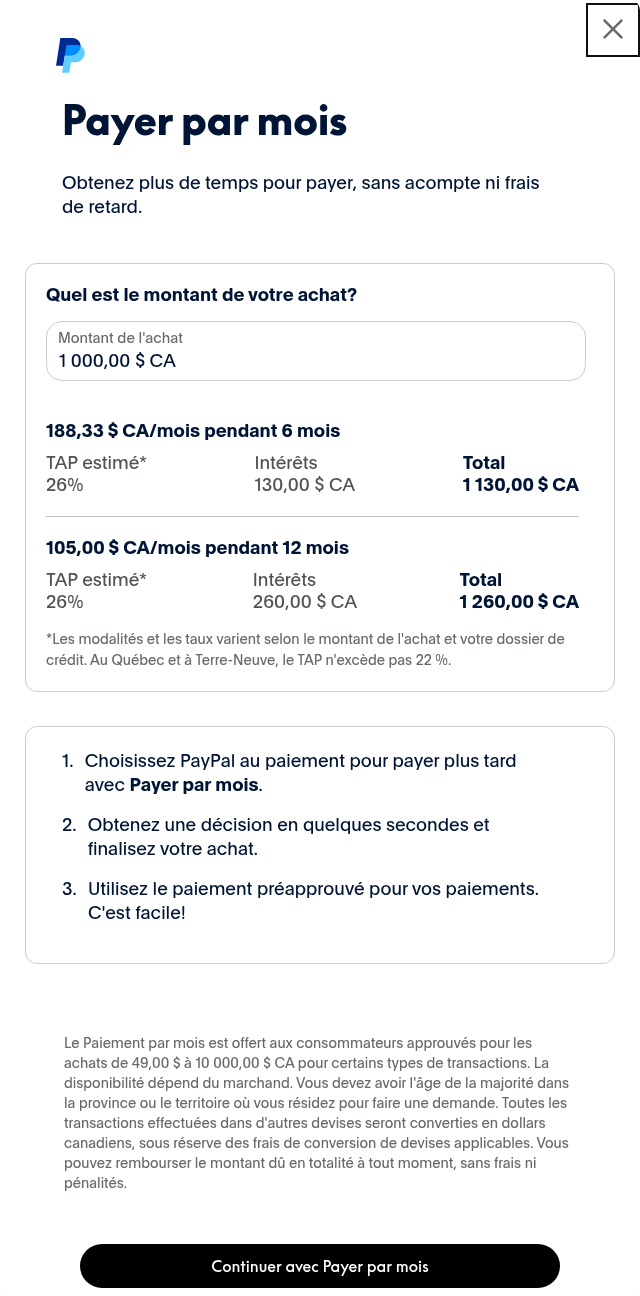 Payer par mois
Obtenez plus de temps pour payer, sans acompte ni frais
de retard.
Quel est le montant de votre achat?
Montant de l'achat
1 000,00 $ CA
188,33 $ CA/mois pendant 6 mois
TAP estimé* Intérêts Total
26% 130,00 $ CA 1 130,00 $ CA
105,00 $ CA/mois pendant 12 mois
TAP estimé* Intérêts Total
26% 260,00 $ CA 1 260,00 $ CA
*Les modalités et les taux varient selon le montant de l'achat et votre dossier de
crédit. Au Québec et à Terre-Neuve, le TAP n'excède pas 22 %.
1. Choisissez PayPal au paiement pour payer plus tard
avec Payer par mois.
2. Obtenez une décision en quelques secondes et
finalisez votre achat.
3. Utilisez le paiement préapprouvé pour vos paiements.
C'est facile!
Le Paiement par mois est offert aux consommateurs approuvés pour les
achats de 49,00 $ à 10 000,00 $ CA pour certains types de transactions. La
disponibilité dépend du marchand. Vous devez avoir l'âge de la majorité dans
la province ou le territoire où vous résidez pour faire une demande. Toutes les
transactions effectuées dans d'autres devises seront converties en dollars
canadiens, sous réserve des frais de conversion de devises applicables. Vous
pouvez rembourser le montant dû en totalité à tout moment, sans frais ni
pénalités.
Continuer avec Payer par mois